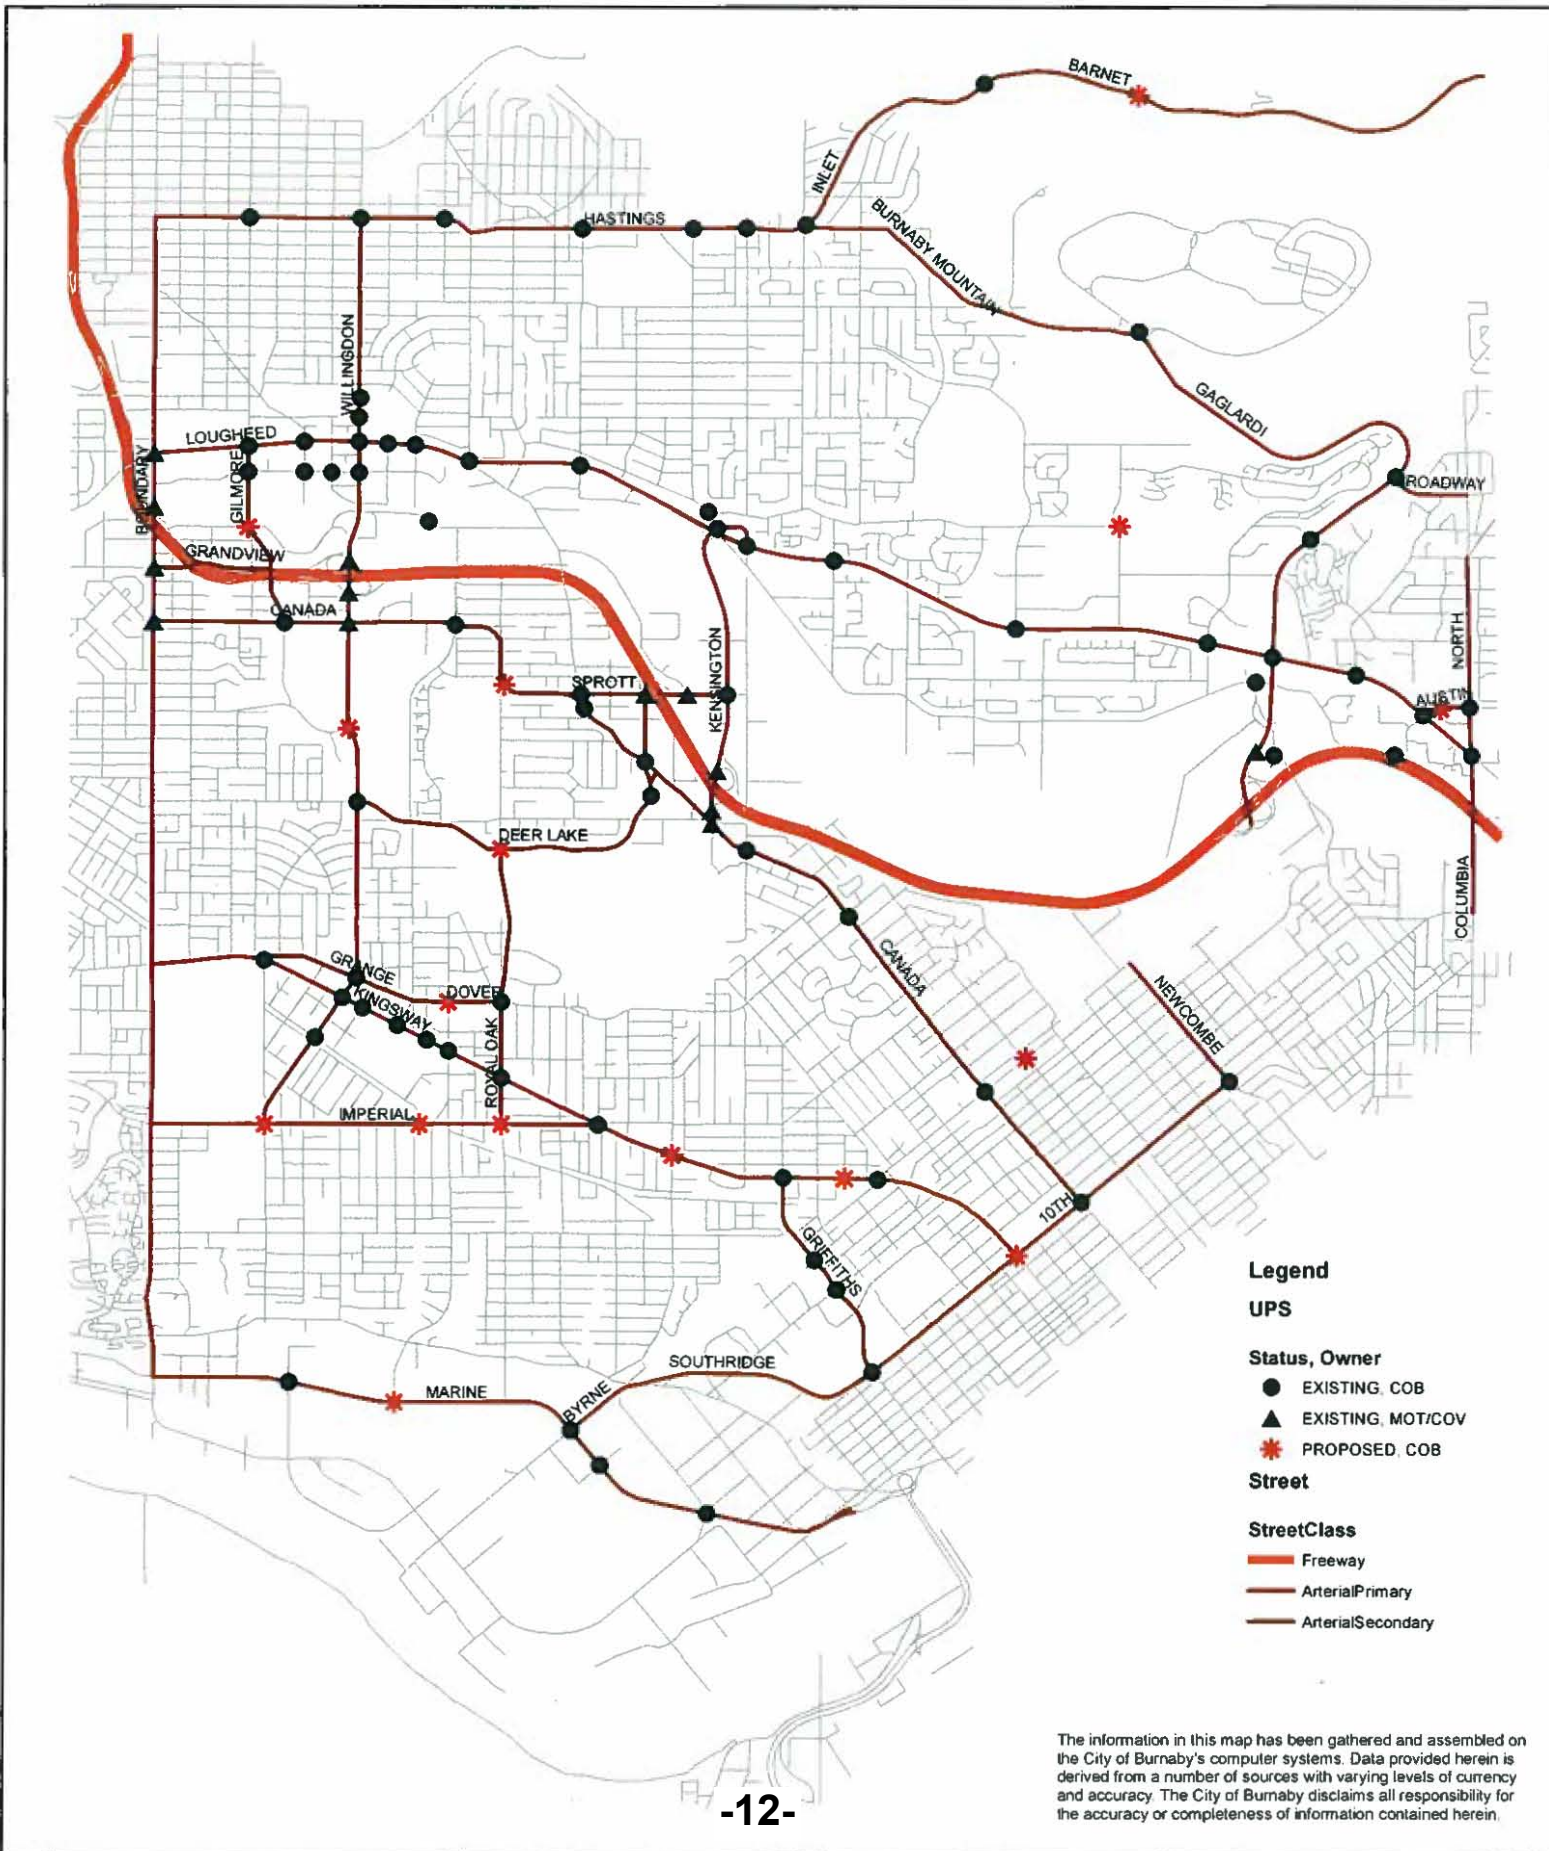 BARNET
INLET
BURNABY MOUNTAIN
HASTINGS
WILLINGDON
GAGLARDI
LOUGHEED
BOUNDARY
GILMORE
ROADWAY
GRANDVIEW
CANADA
NORTH
KENSINGTON
SPROTT
AUSTIN
DEER LAKE
COLUMBIA
CANADA
GRANGE
NEWCOMBE
DOVER
KINGSWAY
ROYAL OAK
IMPERIAL
10TH
GRIFFITHS
SOUTHRIDGE
MARINE
BYRNE
Legend
UPS
Status, Owner
EXISTING, COB
EXISTING, MOT/COV
PROPOSED, COB
Street
StreetClass
Freeway
ArterialPrimary
ArterialSecondary
The information in this map has been gathered and assembled on
the City of Burnaby's computer systems. Data provided herein is
derived from a number of sources with varying levels of currency
and accuracy. The City of Burnaby disclaims all responsibility for
the accuracy or completeness of information contained herein.
-12-